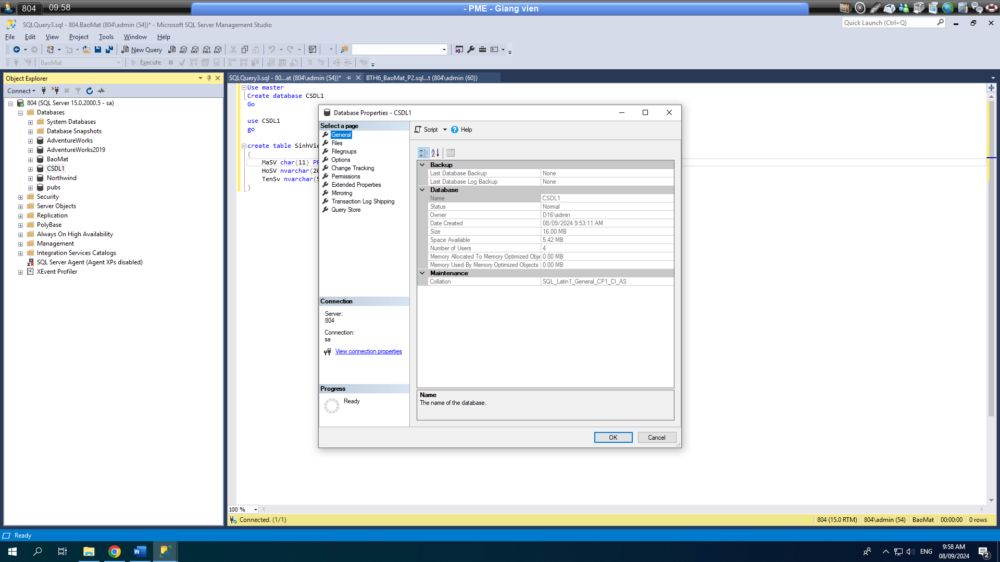 804
09:58
- PME - Giang vien
SQLQuery3.sql - 804.BaoMat (804\admin (54))* - Microsoft SQL Server Management Studio
Quick Launch (Ctrl+Q)
File Edit View Project Tools Window Help
New Query
MDX DMX XMLA DAX
BaoMat
Execute
Object Explorer
SQLQuery3.sql - 80...at (804\admin (54))*
BTH6_BaoMat_P2.sql...t (804\admin (60))
Connect
804 (SQL Server 15.0.2000.5 - sa)
Databases
System Databases
Database Snapshots
AdventureWorks
AdventureWorks2019
BaoMat
CSDL1
Northwind
pubs
Security
Server Objects
Replication
PolyBase
Always On High Availability
Management
Integration Services Catalogs
SQL Server Agent (Agent XPs disabled)
XEvent Profiler
Use master
Create database CSDL1
Go
use CSDL1
go
create table SinhVie
(
MaSV char(11) PR
HoSV nvarchar(20
TenSv nvarchar(5
)
Database Properties - CSDL1
Select a page
General
Files
Filegroups
Options
Change Tracking
Permissions
Extended Properties
Mirroring
Transaction Log Shipping
Query Store
Connection
Server:
804
Connection:
sa
View connection properties
Progress
Ready
Script
Help
Backup
Last Database Backup None
Last Database Log Backup None
Database
Name CSDL1
Status Normal
Owner D16\admin
Date Created 08/09/2024 9:53:11 AM
Size 16.00 MB
Space Available 5.42 MB
Number of Users 4
Memory Allocated To Memory Optimized Obje 0.00 MB
Memory Used By Memory Optimized Objects 0.00 MB
Maintenance
Collation SQL_Latin1_General_CP1_CI_AS
Name
The name of the database.
OK
Cancel
100 %
Connected. (1/1)
804 (15.0 RTM) 804\admin (54) BaoMat 00:00:00 0 rows
Ready
ENG
9:58 AM
08/09/2024
2